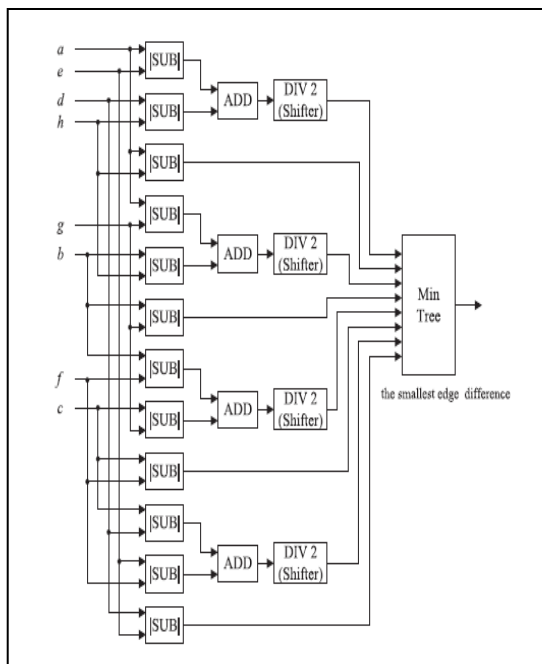 a
|SUB|
e
ADD
DIV 2
(Shifter)
d
|SUB|
h
|SUB|
|SUB|
g
ADD
DIV 2
(Shifter)
b
|SUB|
Min
Tree
|SUB|
the smallest edge difference
|SUB|
f
ADD
DIV 2
(Shifter)
c
|SUB|
|SUB|
|SUB|
ADD
DIV 2
(Shifter)
|SUB|
|SUB|